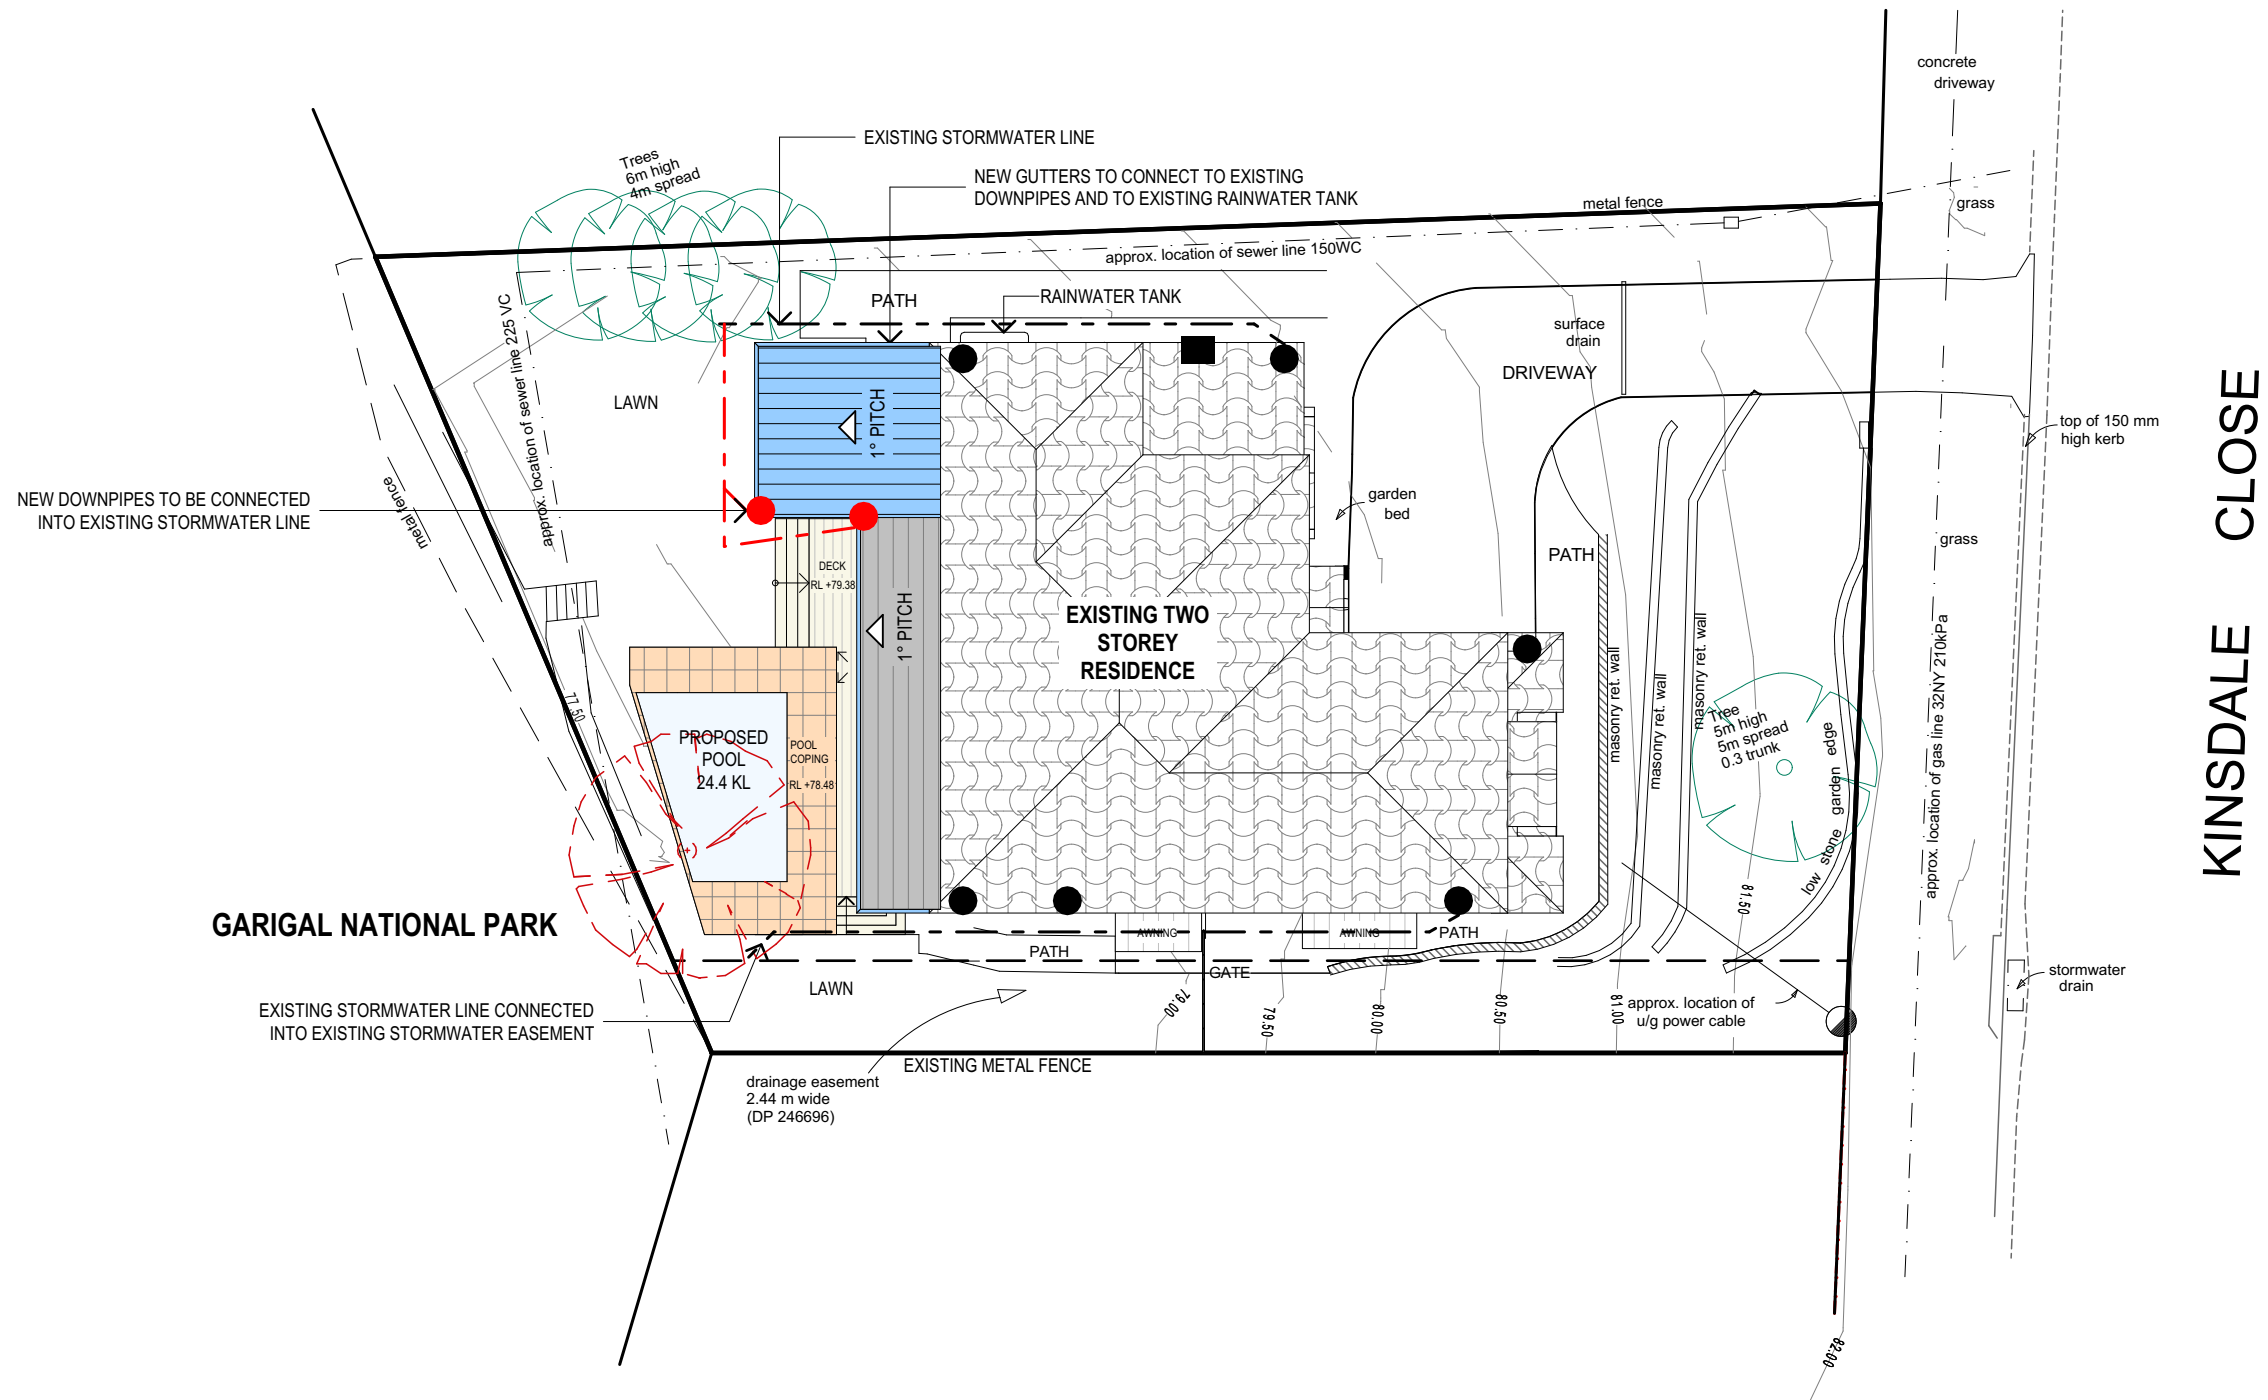 concrete
driveway
EXISTING STORMWATER LINE
Trees
6m high
4m spread
NEW GUTTERS TO CONNECT TO EXISTING
DOWNPIPES AND TO EXISTING RAINWATER TANK
metal fence
grass
approx. location of sewer line 150WC
PATH
RAINWATER TANK
approx. location of sewer line 225 VC
surface
drain
DRIVEWAY
LAWN
1° PITCH
top of 150 mm
high kerb
KINSDALE CLOSE
metal fence
NEW DOWNPIPES TO BE CONNECTED
INTO EXISTING STORMWATER LINE
garden
bed
grass
PATH
DECK
RL +79.38
1° PITCH
EXISTING TWO
STOREY
RESIDENCE
masonry ret. wall
masonry ret. wall
masonry ret. wall
approx. location of gas line 32NY 210kPa
77.50
PROPOSED
POOL
24.4 KL
POOL
COPING
RL +78.48
Tree
5m high
5m spread
0.3 trunk
low stone garden edge
81.50
GARIGAL NATIONAL PARK
AWNING
AWNING
PATH
PATH
GATE
LAWN
79.00
79.50
80.00
80.50
81.00
approx. location of
u/g power cable
stormwater
drain
EXISTING STORMWATER LINE CONNECTED
INTO EXISTING STORMWATER EASEMENT
EXISTING METAL FENCE
drainage easement
2.44 m wide
(DP 246696)
82.00